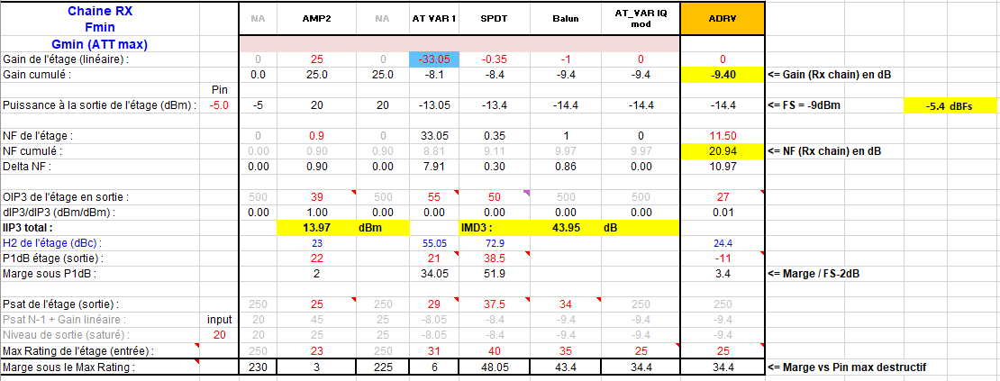 Chaine RX NA AMP2 NA AT VAR 1 SPDT Balun AT_VAR IQ mod ADRV
Fmin
Gmin (ATT max)
Gain de l'étage (linéaire) : 0 25 0 -33.05 -0.35 -1 0 0
Gain cumulé : 0.0 25.0 25.0 -8.1 -8.4 -9.4 -9.4 -9.40 <= Gain (Rx chain) en dB
Pin
Puissance à la sortie de l'étage (dBm) : -5.0 -5 20 20 -13.05 -13.4 -14.4 -14.4 -14.4 <= FS = -9dBm -5.4 dBFs
NF de l'étage : 0 0.9 0 33.05 0.35 1 0 11.50
NF cumulé : 0.00 0.90 0.90 8.81 9.11 9.97 9.97 20.94 <= NF (Rx chain) en dB
Delta NF : 0.00 0.90 0.00 7.91 0.30 0.86 0.00 10.97
OIP3 de l'étage en sortie : 500 39 500 55 50 500 500 27
dIP3/dIP3 (dBm/dBm) : 0.00 1.00 0.00 0.00 0.00 0.00 0.00 0.01
IIP3 total : 13.97 dBm IMD3 : 43.95 dB
H2 de l'étage (dBc) : 23 55.05 72.9 24.4
P1dB étage (sortie) : 22 21 38.5 -11
Marge sous P1dB : 2 34.05 51.9 3.4 <= Marge / FS-2dB
Psat de l'étage (sortie) : 250 25 250 29 37.5 34 250 250
Psat N-1 + Gain linéaire : input 20 45 25 -8.05 -8.4 -9.4 -9.4 -9.4
Niveau de sortie (saturé) : 20 20 25 25 -8.05 -8.4 -9.4 -9.4 -9.4
Max Rating de l'étage (entrée) : 250 23 250 31 40 35 25 25
Marge sous le Max Rating : 230 3 225 6 48.05 43.4 34.4 34.4 <= Marge vs Pin max destructif